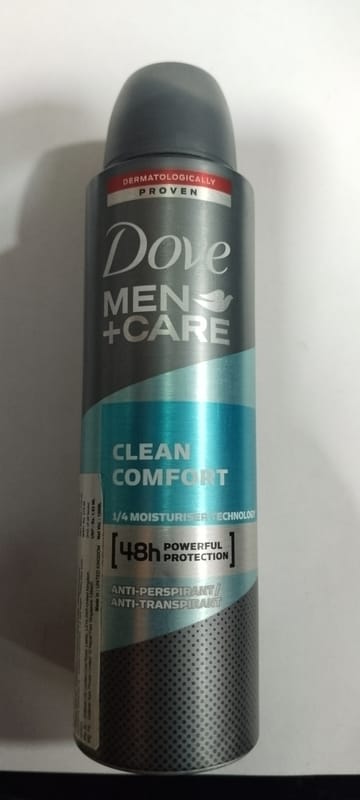 DERMATOLOGICALLY
PROVEN
Dove
MEN
+CARE
CLEAN
COMFORT
1/4 MOISTURISER TECHNOLOGY
[48h POWERFUL
PROTECTION]
ANTI-PERSPIRANT/
ANTI-TRANSPIRANT